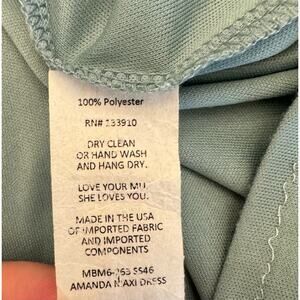 100% Polyester
RN# 133910
DRY CLEAN
OR HAND WASH
AND HANG DRY.
LOVE YOUR MU.
SHE LOVES YOU.
MADE IN THE USA
OF IMPORTED FABRIC
AND IMPORTED
COMPONENTS
AMANDA MAXI DRESS